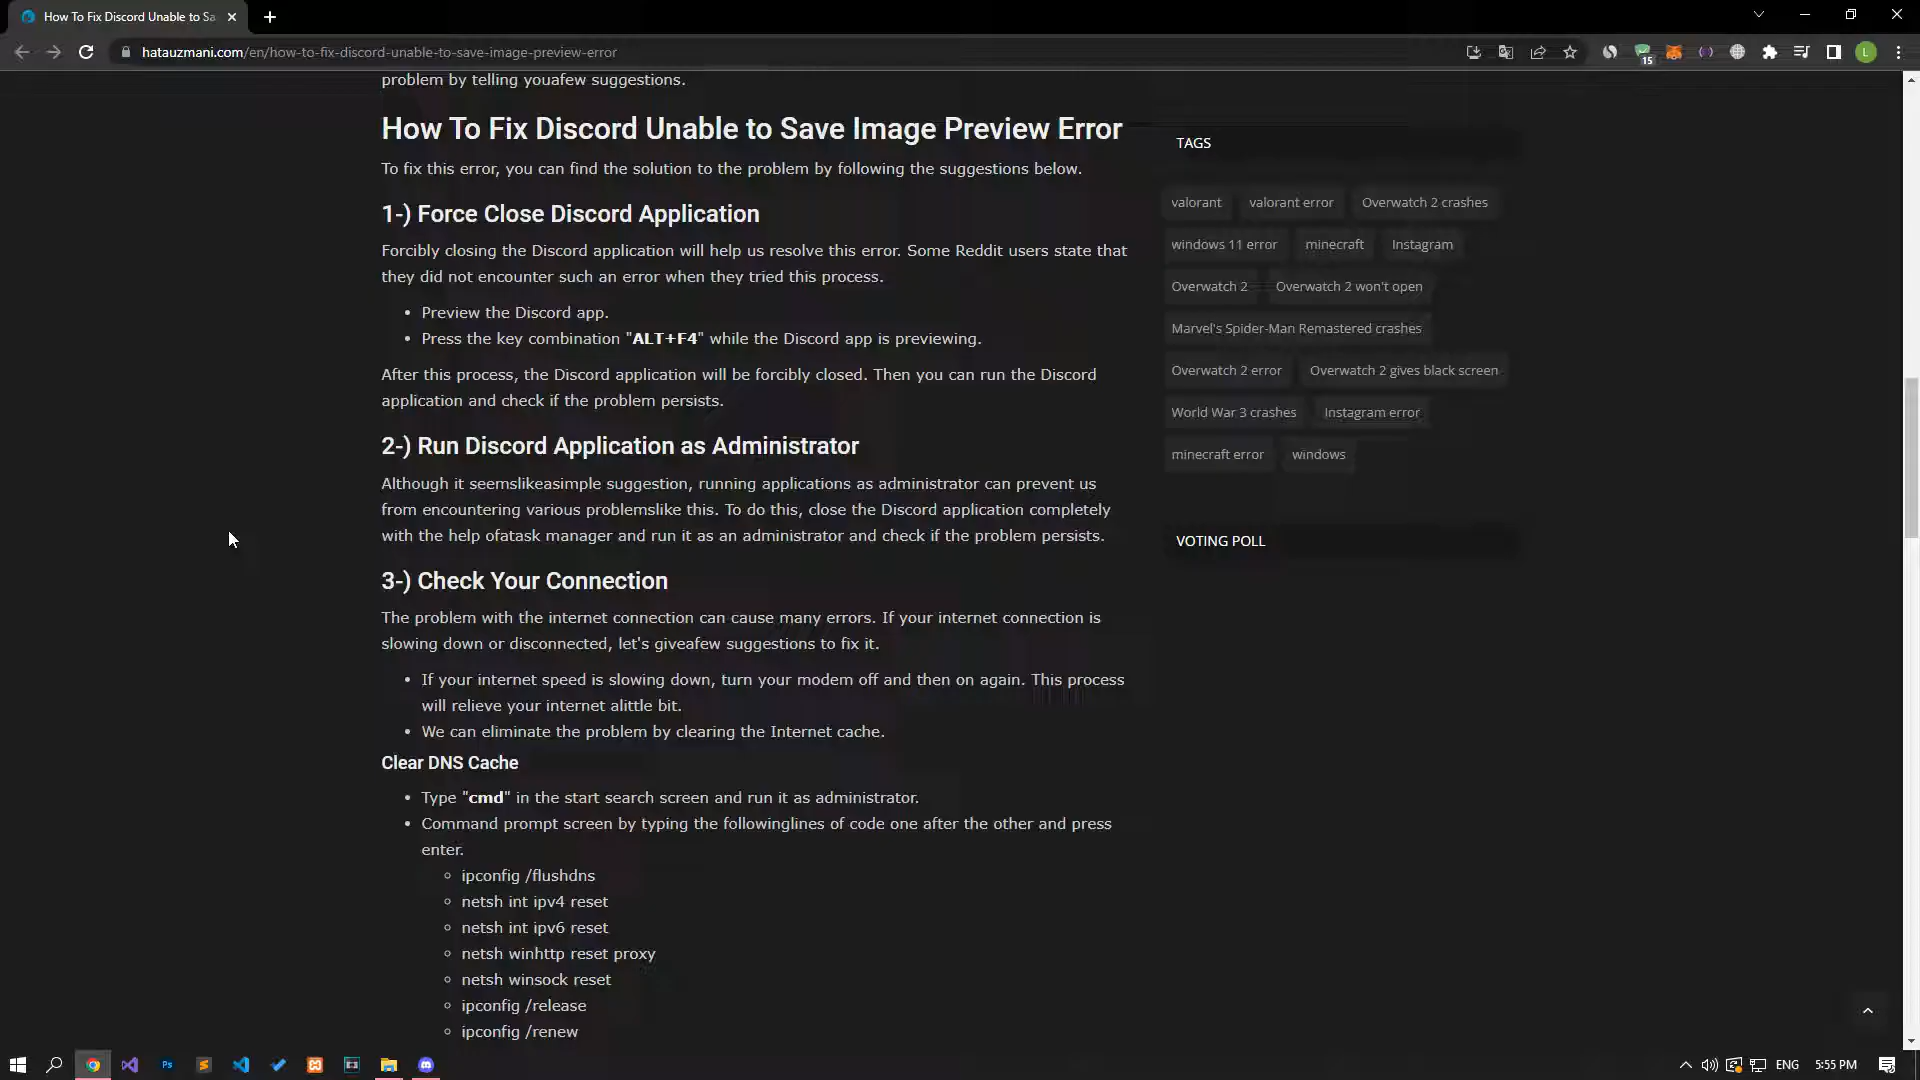 How To Fix Discord Unable to Sa
hatauzmani.com/en/how-to-fix-discord-unable-to-save-image-preview-error
15
L
problem by telling youafew suggestions.
How To Fix Discord Unable to Save Image Preview Error
To fix this error, you can find the solution to the problem by following the suggestions below.
1-) Force Close Discord Application
Forcibly closing the Discord application will help us resolve this error. Some Reddit users state that
they did not encounter such an error when they tried this process.
Preview the Discord app.
Press the key combination "ALT+F4" while the Discord app is previewing.
After this process, the Discord application will be forcibly closed. Then you can run the Discord
application and check if the problem persists.
2-) Run Discord Application as Administrator
Although it seemslikeasimple suggestion, running applications as administrator can prevent us
from encountering various problemslike this. To do this, close the Discord application completely
with the help ofatask manager and run it as an administrator and check if the problem persists.
3-) Check Your Connection
The problem with the internet connection can cause many errors. If your internet connection is
slowing down or disconnected, let's giveafew suggestions to fix it.
If your internet speed is slowing down, turn your modem off and then on again. This process
will relieve your internet alittle bit.
We can eliminate the problem by clearing the Internet cache.
Clear DNS Cache
Type "cmd" in the start search screen and run it as administrator.
Command prompt screen by typing the followinglines of code one after the other and press
enter.
ipconfig /flushdns
netsh int ipv4 reset
netsh int ipv6 reset
netsh winhttp reset proxy
netsh winsock reset
ipconfig /release
ipconfig /renew
TAGS
valorant valorant error Overwatch 2 crashes
windows 11 error minecraft Instagram
Overwatch 2 Overwatch 2 won't open
Marvel's Spider-Man Remastered crashes
Overwatch 2 error Overwatch 2 gives black screen
World War 3 crashes Instagram error
minecraft error windows
VOTING POLL
Ps
ENG 5:55 PM